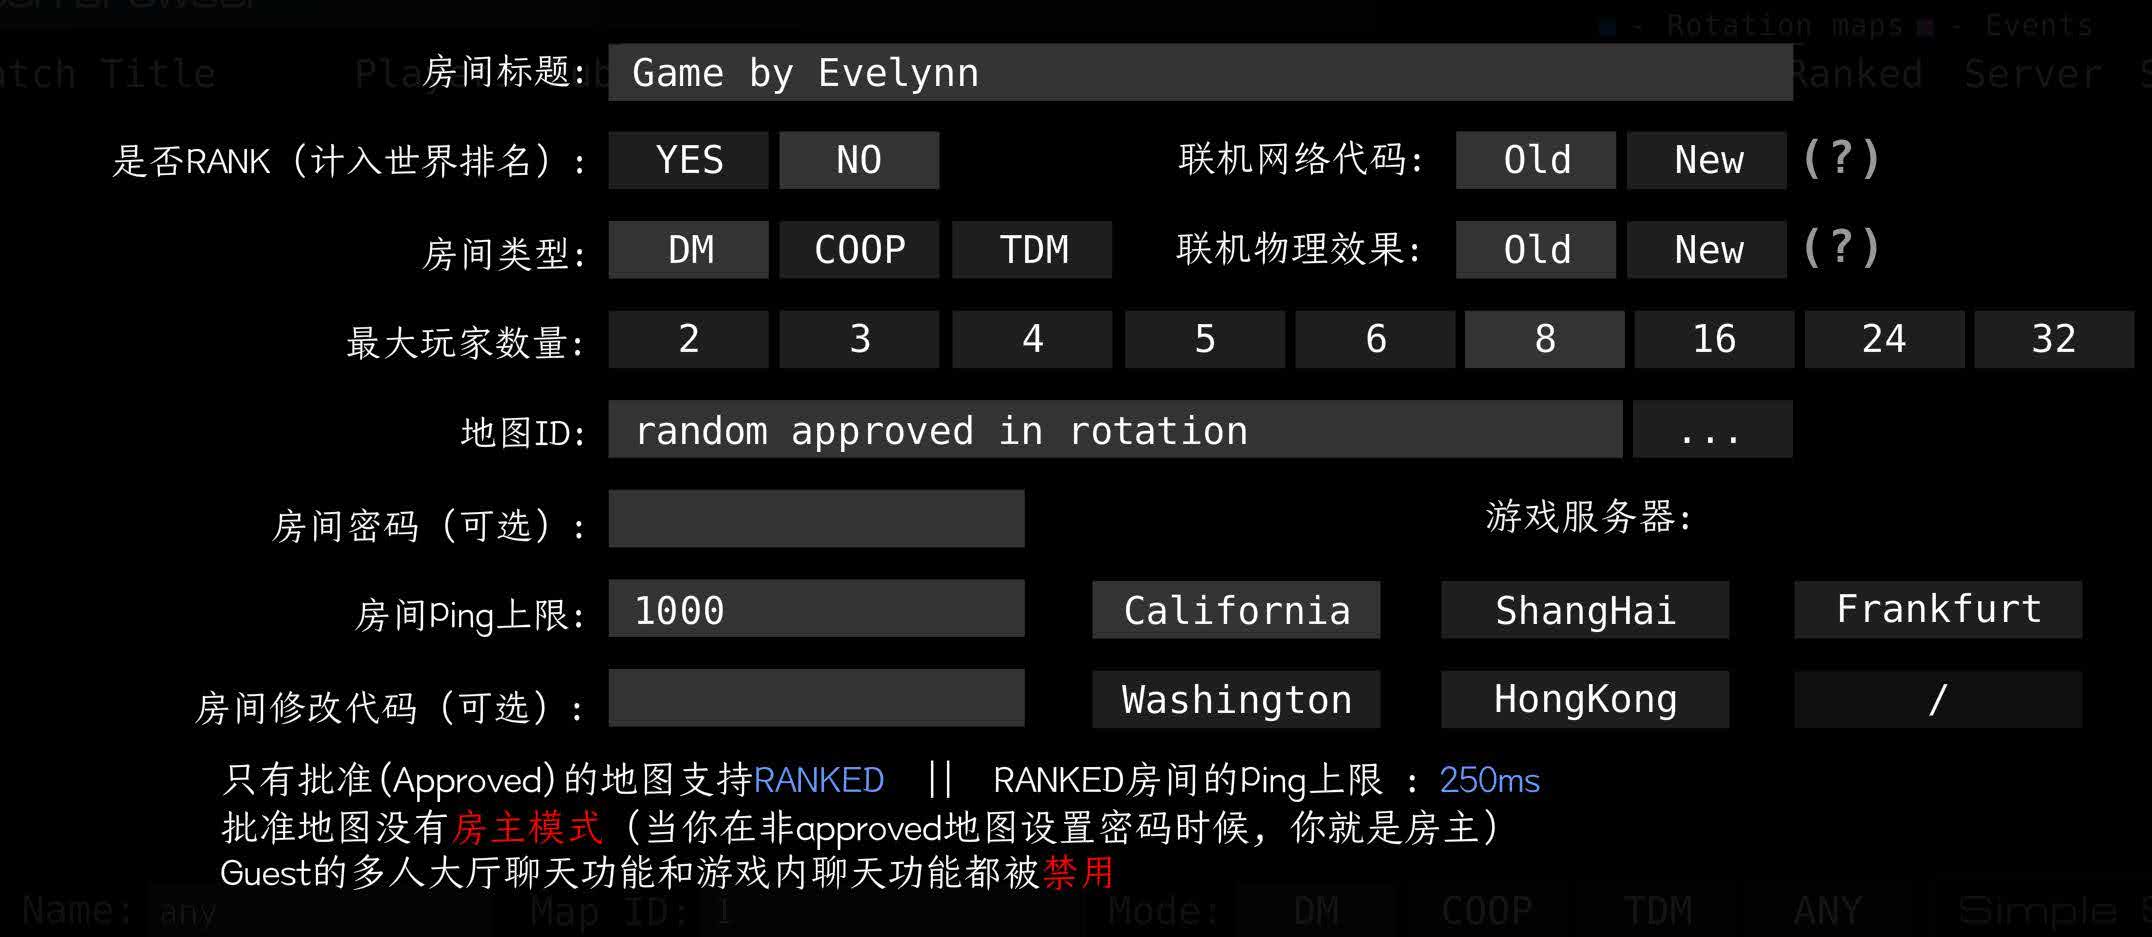 - Rotation maps - Events
atch Title Ranked Server
房间标题: Game by Evelynn
是否RANK（计入世界排名）: YES NO 联机网络代码: Old New (?)
房间类型: DM COOP TDM 联机物理效果: Old New (?)
最大玩家数量: 2 3 4 5 6 8 16 24 32
地图ID: random approved in rotation ...
房间密码（可选）: 游戏服务器:
房间Ping上限: 1000 California ShangHai Frankfurt
房间修改代码（可选）: Washington HongKong /
只有批准(Approved)的地图支持RANKED || RANKED房间的Ping上限 : 250ms
批准地图没有房主模式（当你在非approved地图设置密码时候，你就是房主）
Guest的多人大厅聊天功能和游戏内聊天功能都被禁用
Name: any Map ID: Mode: DM COOP TDM ANY Simple